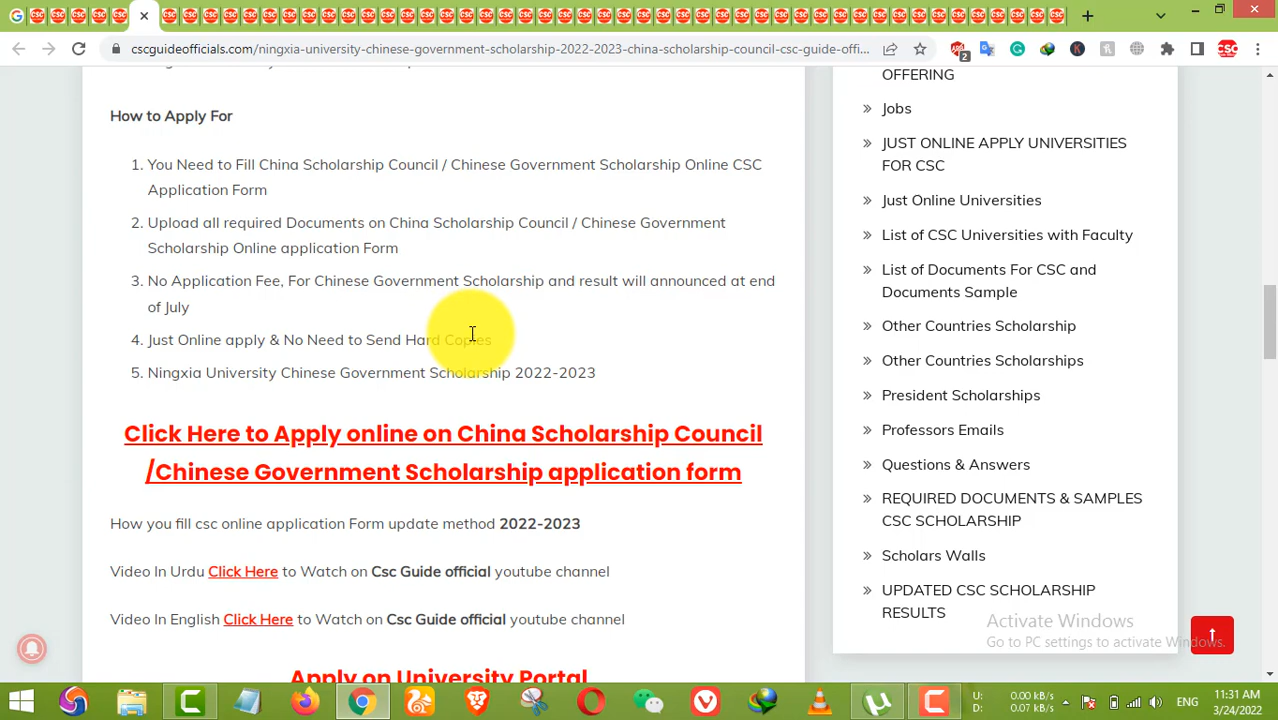 cscguideofficials.com/ningxia-university-chinese-government-scholarship-2022-2023-china-scholarship-council-csc-guide-offi...
2
How to Apply For
1. You Need to Fill China Scholarship Council / Chinese Government Scholarship Online CSC
Application Form
2. Upload all required Documents on China Scholarship Council / Chinese Government
Scholarship Online application Form
3. No Application Fee, For Chinese Government Scholarship and result will announced at end
of July
4. Just Online apply & No Need to Send Hard Copies
5. Ningxia University Chinese Government Scholarship 2022-2023
Click Here to Apply online on China Scholarship Council
/Chinese Government Scholarship application form
How you fill csc online application Form update method 2022-2023
Video In Urdu Click Here to Watch on Csc Guide official youtube channel
Video In English Click Here to Watch on Csc Guide official youtube channel
Apply on University Portal
OFFERING
» Jobs
» JUST ONLINE APPLY UNIVERSITIES
FOR CSC
» Just Online Universities
» List of CSC Universities with Faculty
» List of Documents For CSC and
Documents Sample
» Other Countries Scholarship
» Other Countries Scholarships
» President Scholarships
» Professors Emails
» Questions & Answers
» REQUIRED DOCUMENTS & SAMPLES
CSC SCHOLARSHIP
» Scholars Walls
» UPDATED CSC SCHOLARSHIP
RESULTS
Activate Windows
Go to PC settings to activate Windows.
U: 0.00 kB/s
D: 0.07 kB/s
ENG
11:31 AM
3/24/2022